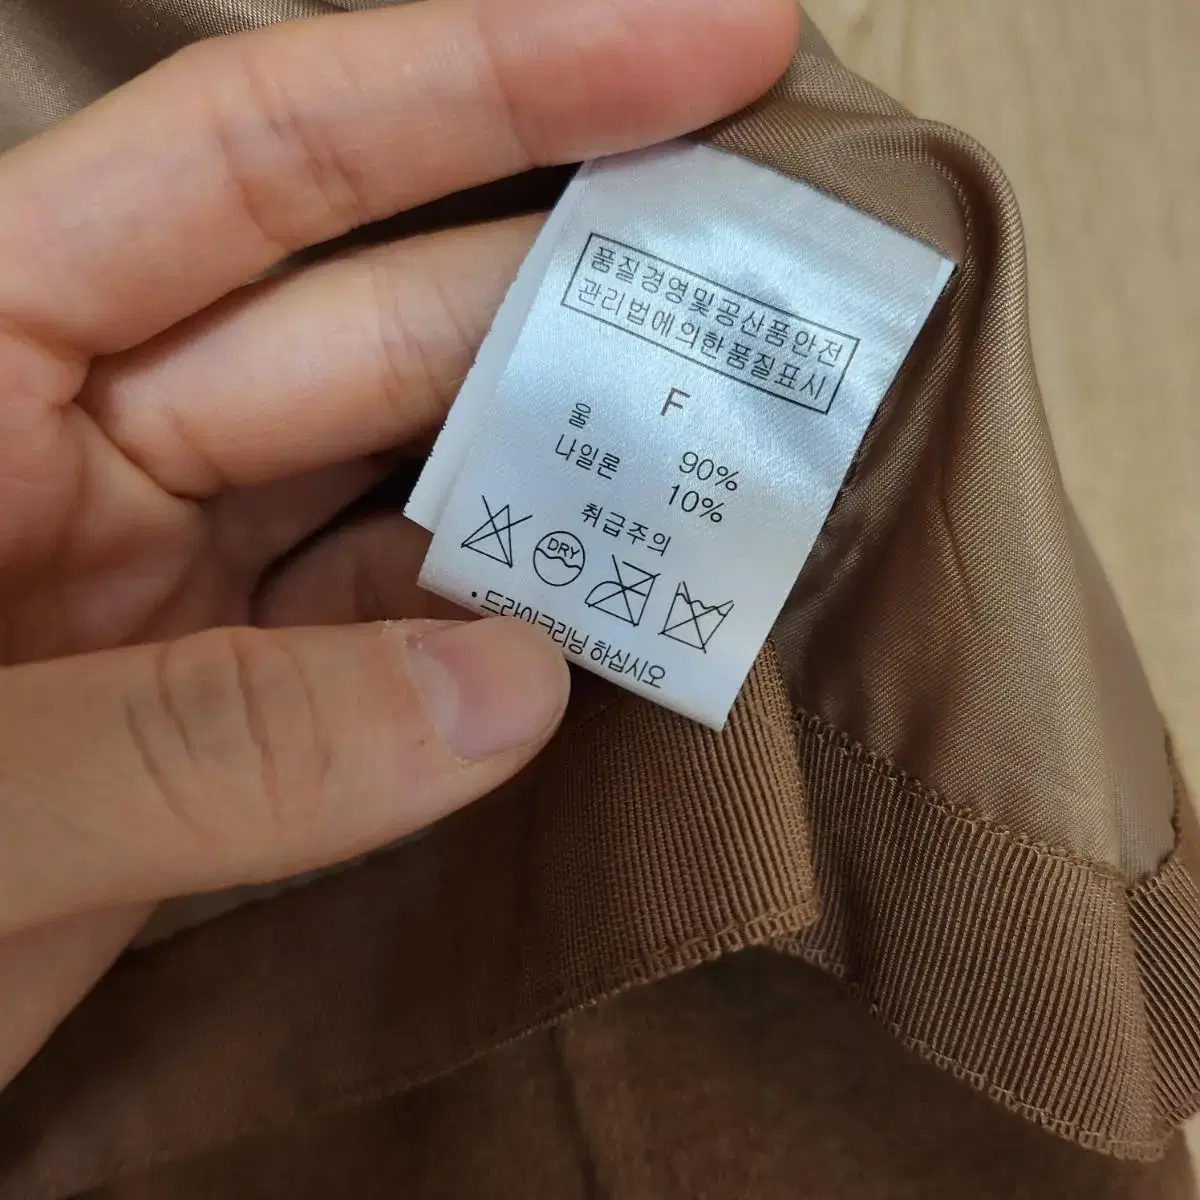 품질경영및공산품안전
관리법에의한품질표시
F
울 90%
나일론 10%
취급주의
DRY
• 드라이크리닝 하십시오